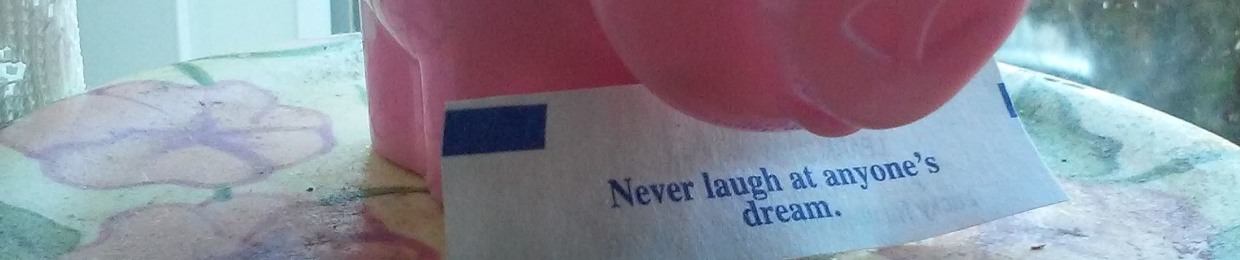 Never laugh at anyone's
dream.